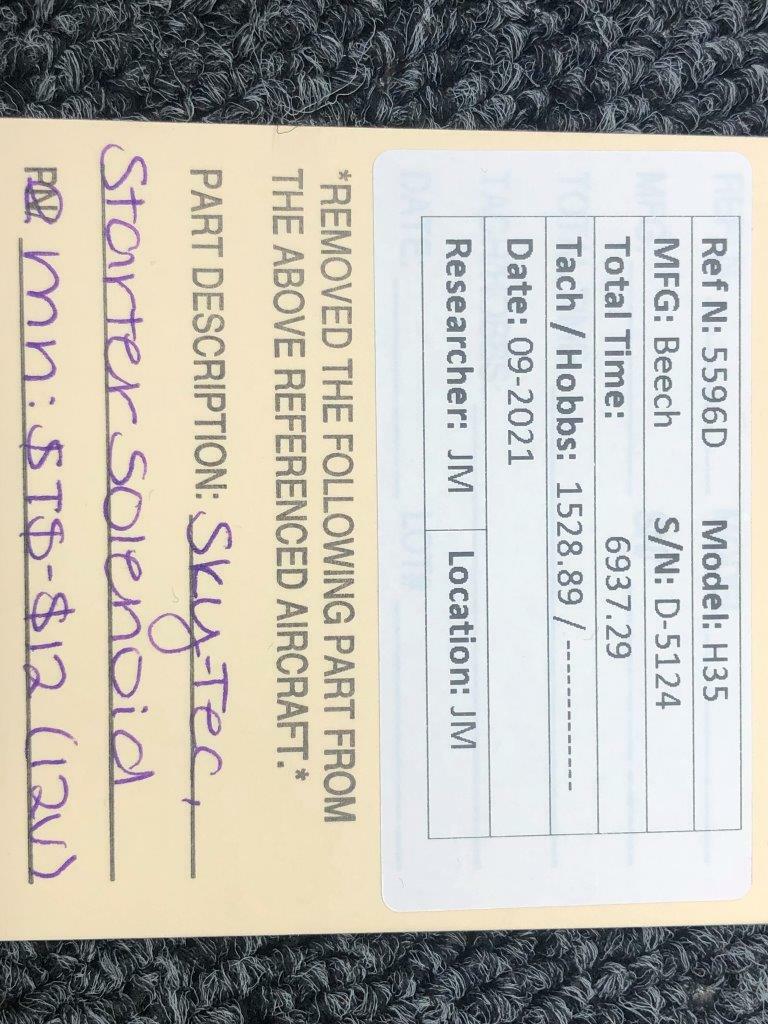 Ref N: 5596D Model: H35
MFG: Beech S/N: D-5124
Total Time: 6937.29
Tach / Hobbs: 1528.89 / ------------
Date: 09-2021
Researcher: JM Location: JM
*REMOVED THE FOLLOWING PART FROM
THE ABOVE REFERENCED AIRCRAFT.*
PART DESCRIPTION: Sky-Tec,
Starter Solenoid
mn: STS-S12 (12V)